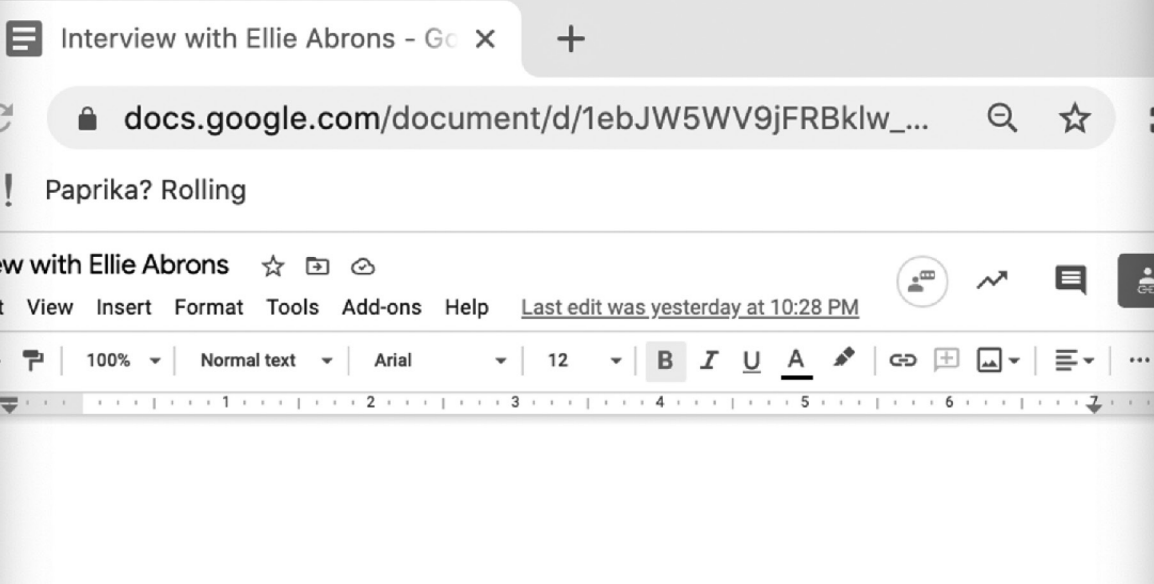 Interview with Ellie Abrons - Go
docs.google.com/document/d/1ebJW5WV9jFRBklw_...
Paprika? Rolling
ew with Ellie Abrons
t View Insert Format Tools Add-ons Help Last edit was yesterday at 10:28 PM
100% Normal text Arial 12 B I U A
1 2 3 4 5 6 7